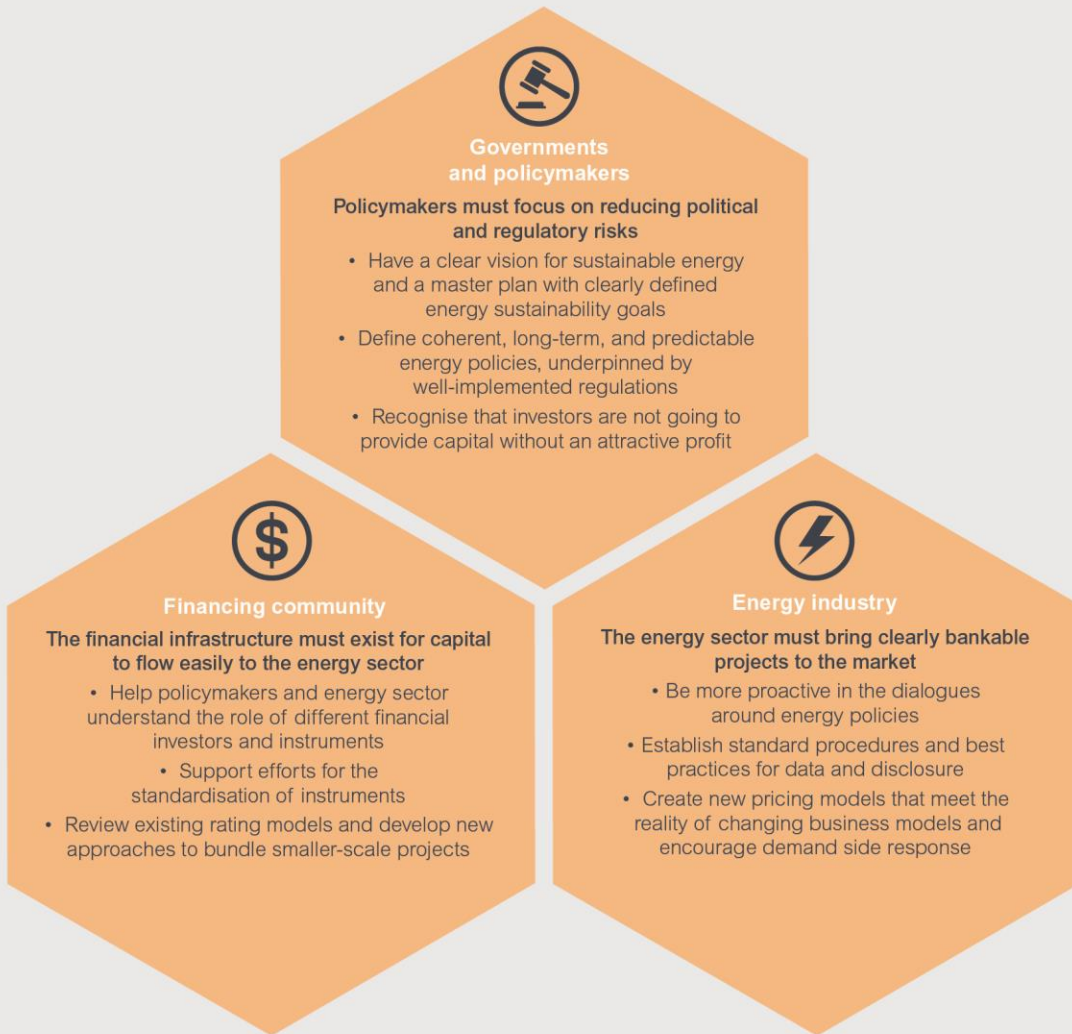 Governments
and policymakers
Policymakers must focus on reducing political
and regulatory risks
• Have a clear vision for sustainable energy
and a master plan with clearly defined
energy sustainability goals
• Define coherent, long-term, and predictable
energy policies, underpinned by
well-implemented regulations
• Recognise that investors are not going to
provide capital without an attractive profit
$
Financing community
The financial infrastructure must exist for capital
to flow easily to the energy sector
• Help policymakers and energy sector
understand the role of different financial
investors and instruments
• Support efforts for the
standardisation of instruments
• Review existing rating models and develop new
approaches to bundle smaller-scale projects
Energy industry
The energy sector must bring clearly bankable
projects to the market
• Be more proactive in the dialogues
around energy policies
• Establish standard procedures and best
practices for data and disclosure
• Create new pricing models that meet the
reality of changing business models and
encourage demand side response